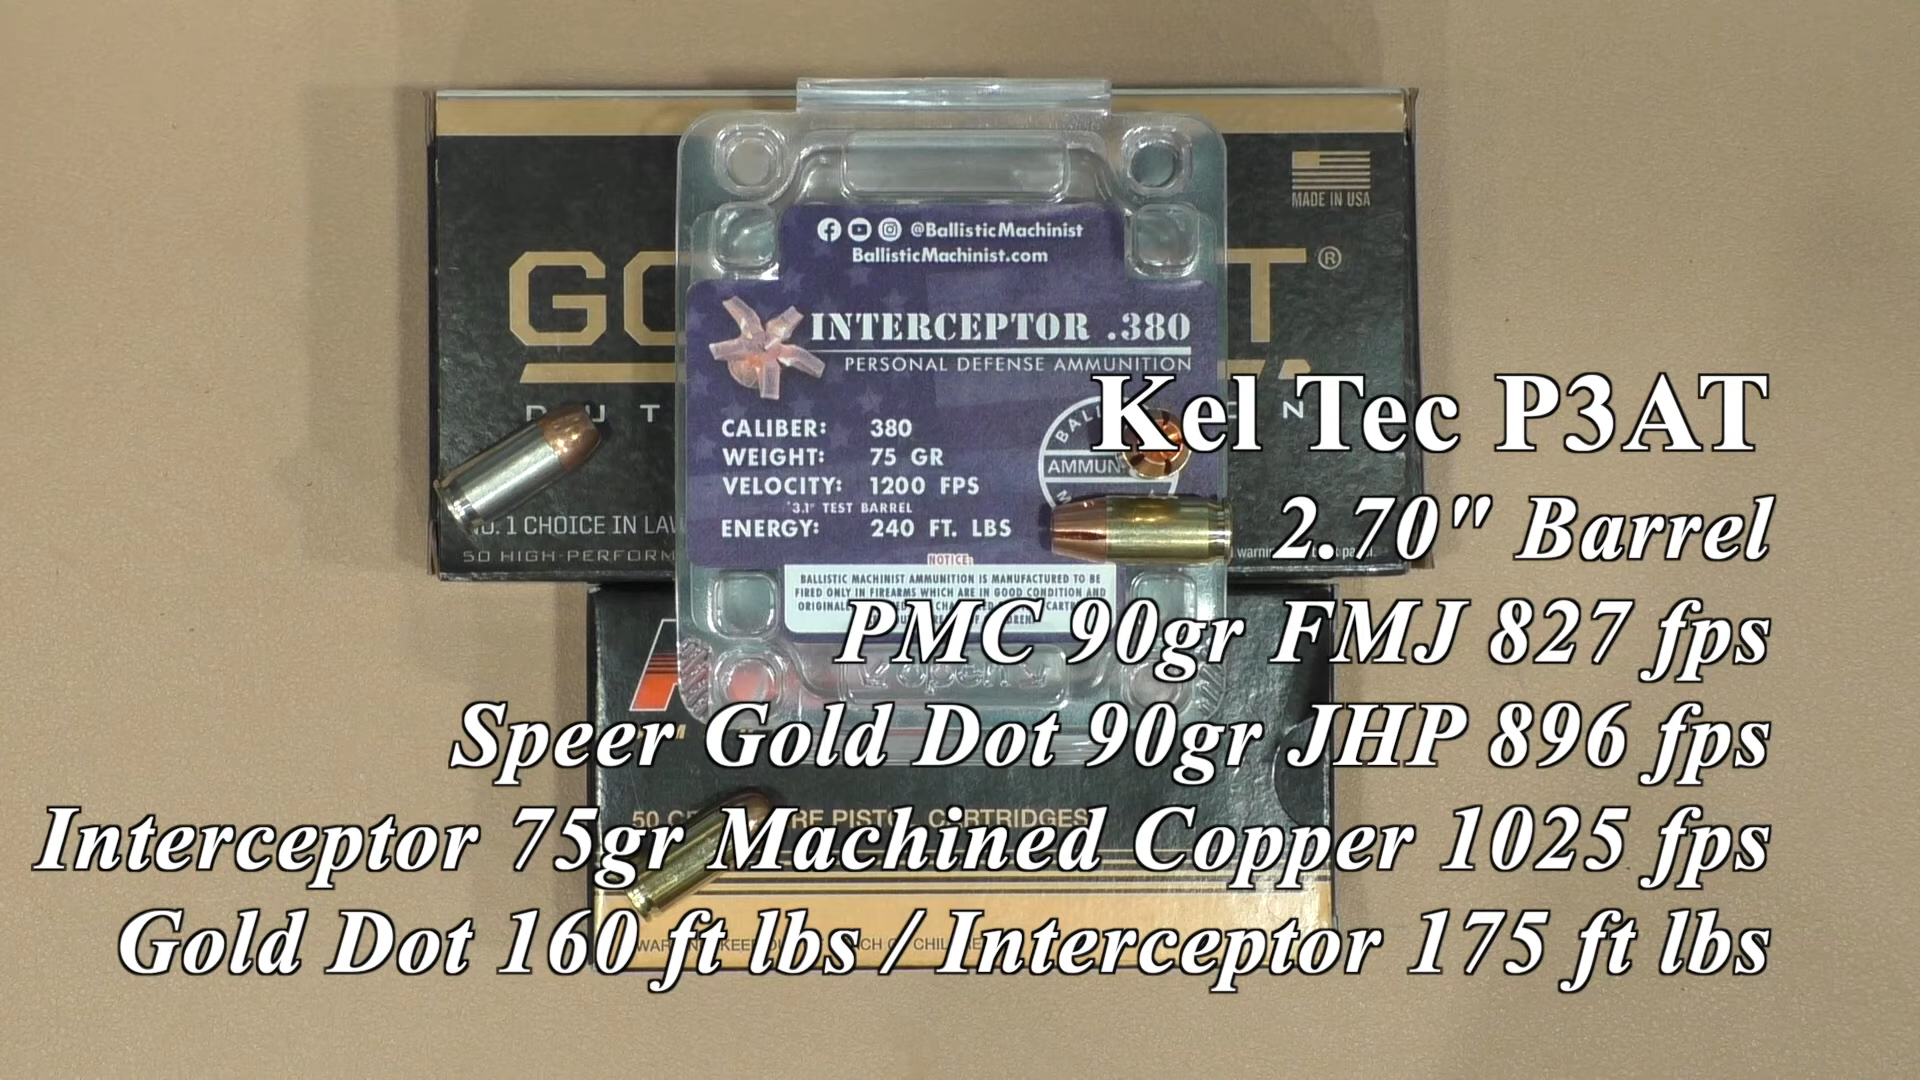 MADE IN USA
GO T®
@BallisticMachinist
BallisticMachinist.com
INTERCEPTOR .380
PERSONAL DEFENSE AMMUNITION
Kel Tec P3AT
CALIBER: 380
WEIGHT: 75 GR
VELOCITY: 1200 FPS
"3.1" TEST BARREL
ENERGY: 240 FT. LBS
AMMUN
NO. 1 CHOICE IN LAW
50 HIGH-PERFORM
2.70" Barrel
NOTICE:
BALLISTIC MACHINIST AMMUNITION IS MANUFACTURED TO BE
FIRED ONLY IN FIREARMS WHICH ARE IN GOOD CONDITION AND
PMC 90gr FMJ 827 fps
open
Speer Gold Dot 90gr JHP 896 fps
50 PISTOL CARTRIDGES
Interceptor 75gr Machined Copper 1025 fps
Gold Dot 160 ft lbs / Interceptor 175 ft lbs